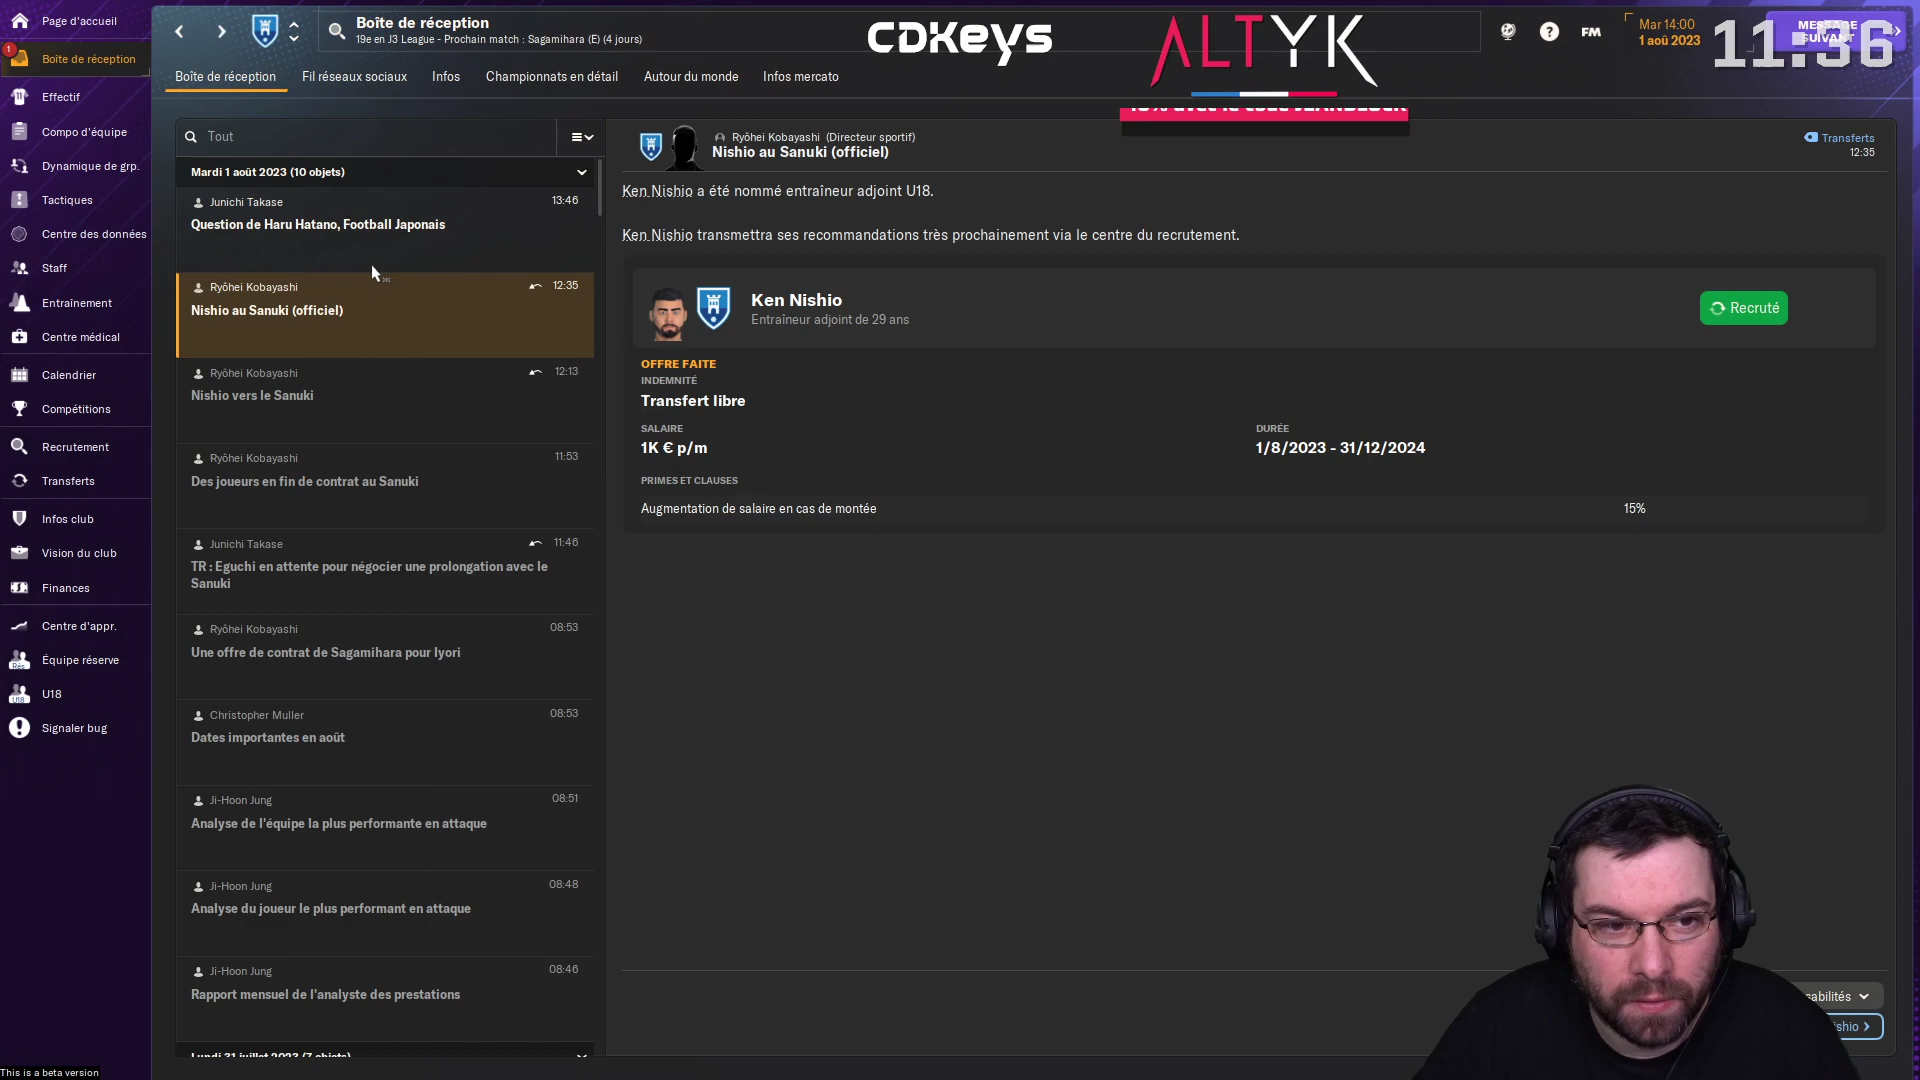 Page d'accueil
1
Boîte de réception
Effectif
Compo d'équipe
Dynamique de grp.
Tactiques
Centre des données
Staff
Entraînement
Centre médical
Calendrier
Compétitions
Recrutement
Transferts
Infos club
Vision du club
Finances
Centre d'appr.
Équipe réserve
U18
Signaler bug
This is a beta version
Boîte de réception
19e en J3 League - Prochain match : Sagamihara (E) (4 jours)
CDKeys
ALTYK
FM
Mar 14:00
1 aoû 2023
MESSAGE
SUIVANT
11:36
Boîte de réception
Fil réseaux sociaux
Infos
Championnats en détail
Autour du monde
Infos mercato
Tout
Mardi 1 août 2023 (10 objets)
Junichi Takase 13:46
Question de Haru Hatano, Football Japonais
Ryôhei Kobayashi 12:35
Nishio au Sanuki (officiel)
Ryôhei Kobayashi 12:13
Nishio vers le Sanuki
Ryôhei Kobayashi 11:53
Des joueurs en fin de contrat au Sanuki
Junichi Takase 11:46
TR : Eguchi en attente pour négocier une prolongation avec le
Sanuki
Ryôhei Kobayashi 08:53
Une offre de contrat de Sagamihara pour Iyori
Christopher Muller 08:53
Dates importantes en août
Ji-Hoon Jung 08:51
Analyse de l'équipe la plus performante en attaque
Ji-Hoon Jung 08:48
Analyse du joueur le plus performant en attaque
Ji-Hoon Jung 08:46
Rapport mensuel de l'analyste des prestations
Lundi 31 juillet 2023 (7 objets)
Ryôhei Kobayashi (Directeur sportif)
Nishio au Sanuki (officiel)
Transferts
12:35
Ken Nishio a été nommé entraîneur adjoint U18.
Ken Nishio transmettra ses recommandations très prochainement via le centre du recrutement.
Ken Nishio
Entraîneur adjoint de 29 ans
Recruté
OFFRE FAITE
INDEMNITÉ
Transfert libre
SALAIRE
1K € p/m
DURÉE
1/8/2023 - 31/12/2024
PRIMES ET CLAUSES
Augmentation de salaire en cas de montée 15%